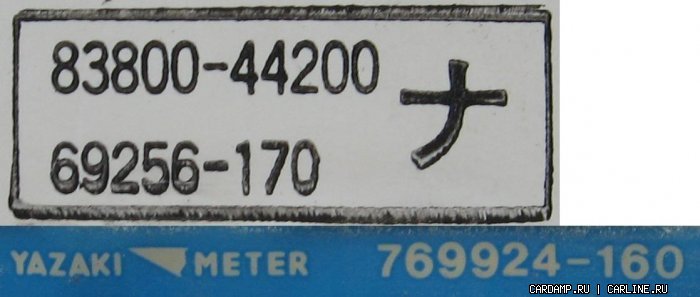 83800-44200
69256-170
ナ
YAZAKI METER 769924-160
CARDAMP.RU | CARLINE.RU